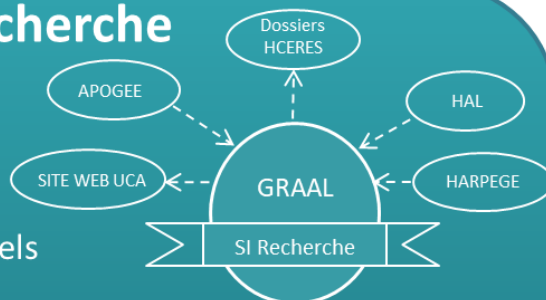 cherche
Dossiers
HCERES
APOGEE
HAL
SITE WEB UCA
GRAAL
HARPEGE
els
SI Recherche